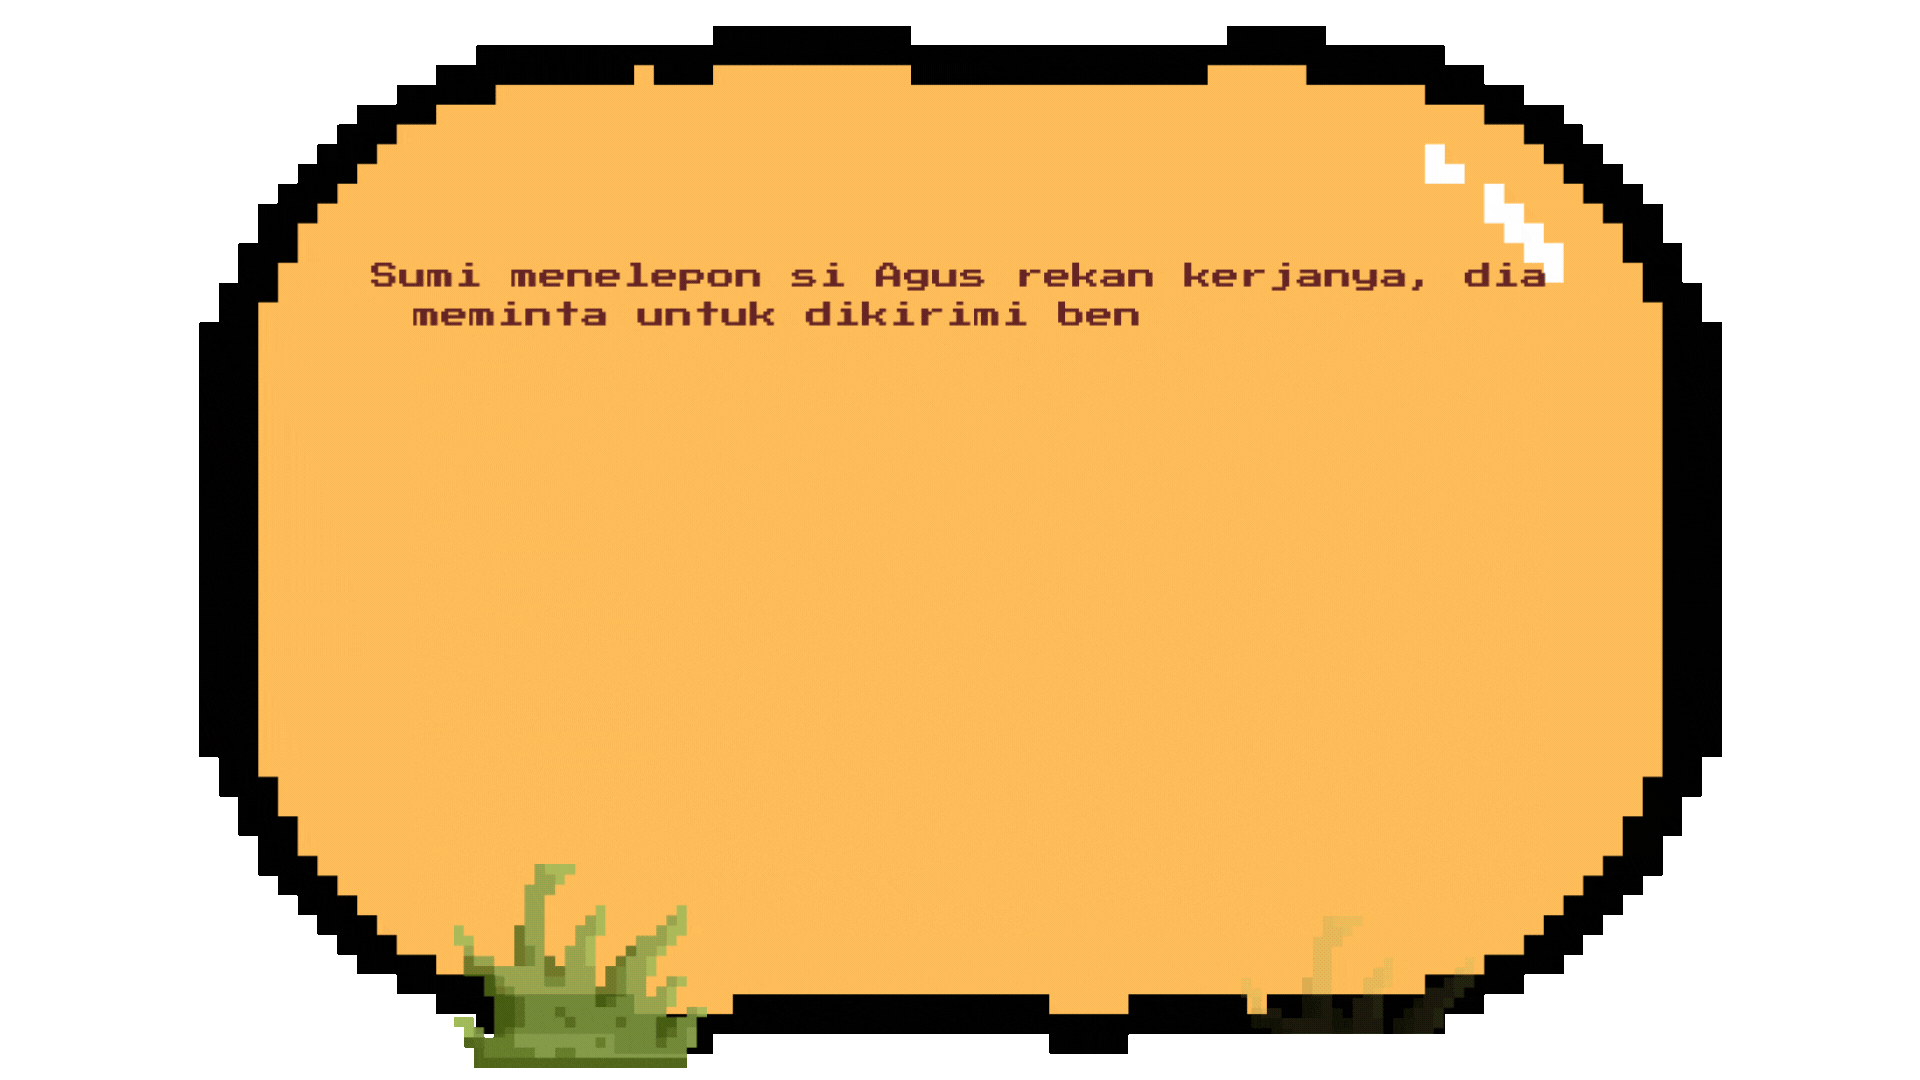 Sumi menelepon si Agus rekan kerjanya, dia
meminta untuk dikirimi ben